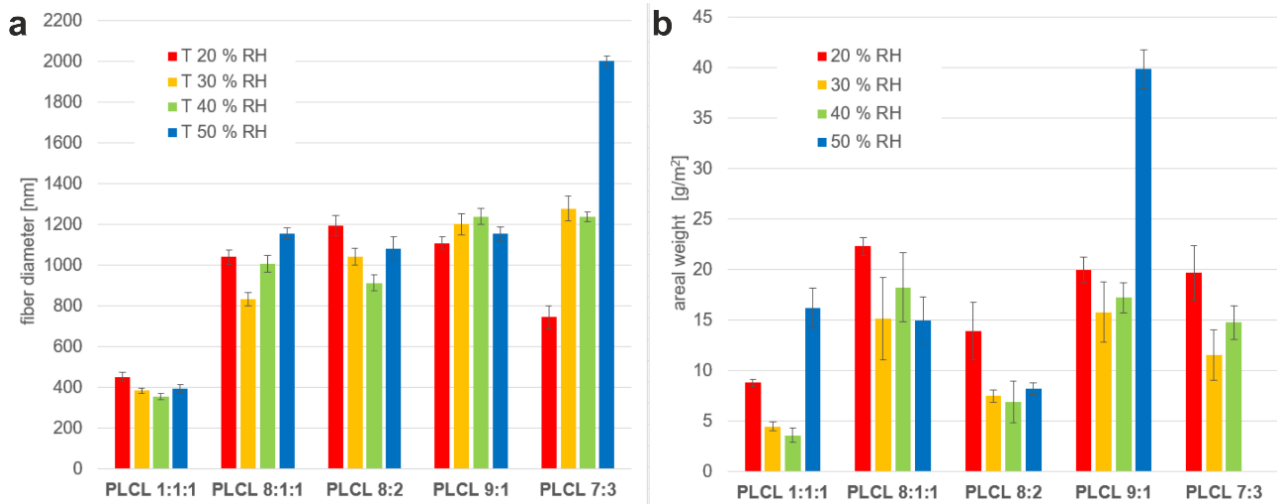 a
fiber diameter [nm]
2200
2000
1800
1600
1400
1200
1000
800
600
400
200
0
T 20 % RH
T 30 % RH
T 40 % RH
T 50 % RH
PLCL 1:1:1
PLCL 8:1:1
PLCL 8:2
PLCL 9:1
PLCL 7:3
b
areal weight [g/m²]
45
40
35
30
25
20
15
10
5
0
20 % RH
30 % RH
40 % RH
50 % RH
PLCL 1:1:1
PLCL 8:1:1
PLCL 8:2
PLCL 9:1
PLCL 7:3